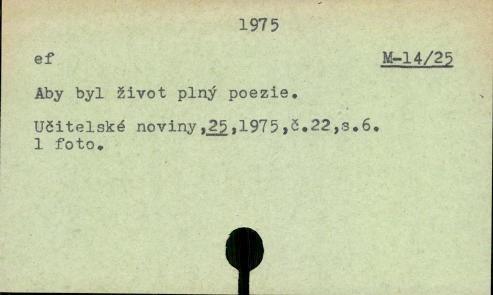 1975
ef M-14/25
Aby byl život plný poezie.
Učitelské noviny,25,1975,č.22,s.6.
1 foto.